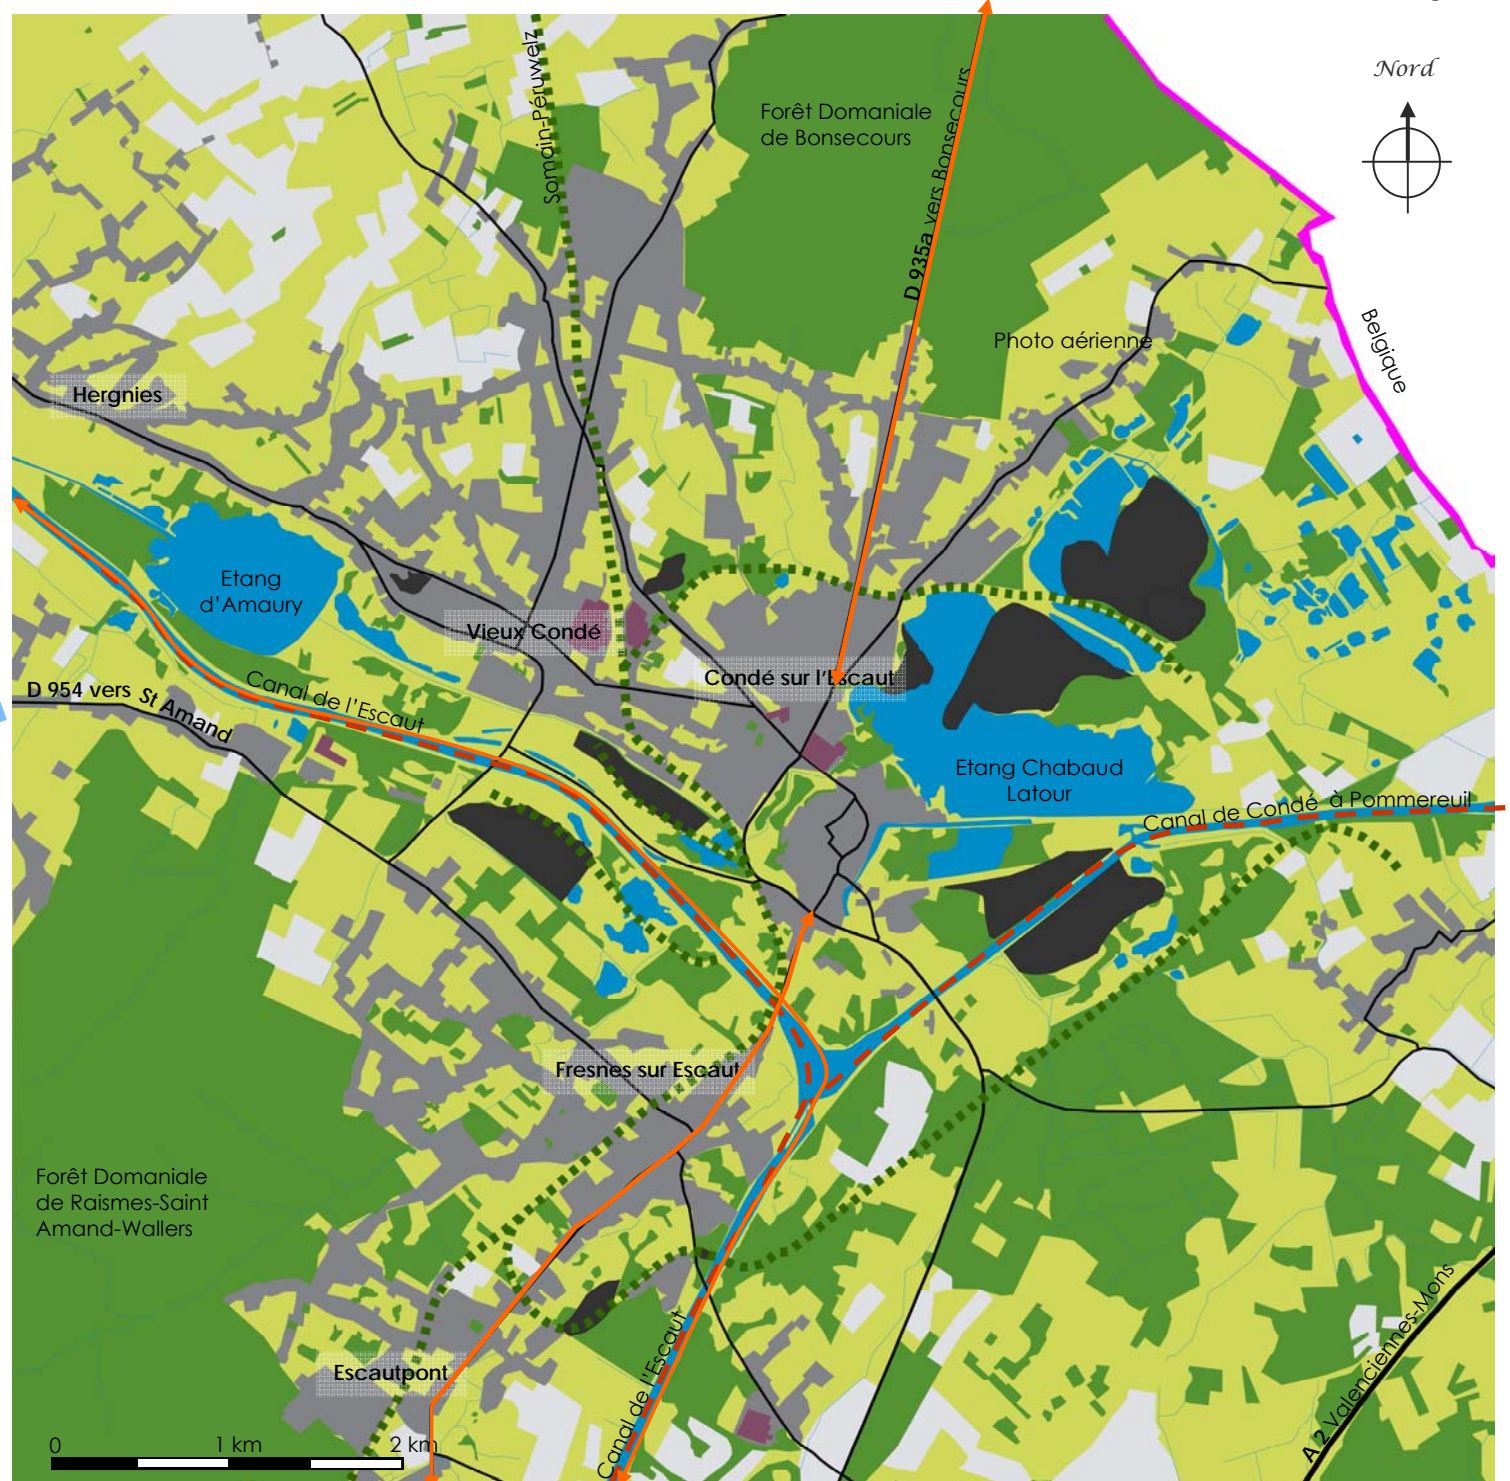 Nord
Somain-Péruwelz
Forêt Domaniale
de Bonsecours
D 935a vers Bonsecours
Photo aérienne
Belgique
Hergnies
Etang
d'Amaury
Vieux Condé
Condé sur l'Escaut
D 954 vers St Amand
Canal de l'Escaut
Etang Chabaud
Latour
Canal de Condé à Pommereuil
Fresnes sur Escaut
Forêt Domaniale
de Raismes-Saint
Amand-Wallers
Escautpont
Canal de l'Escaut
A 2 Valenciennes-Mons
0 1 km 2 km